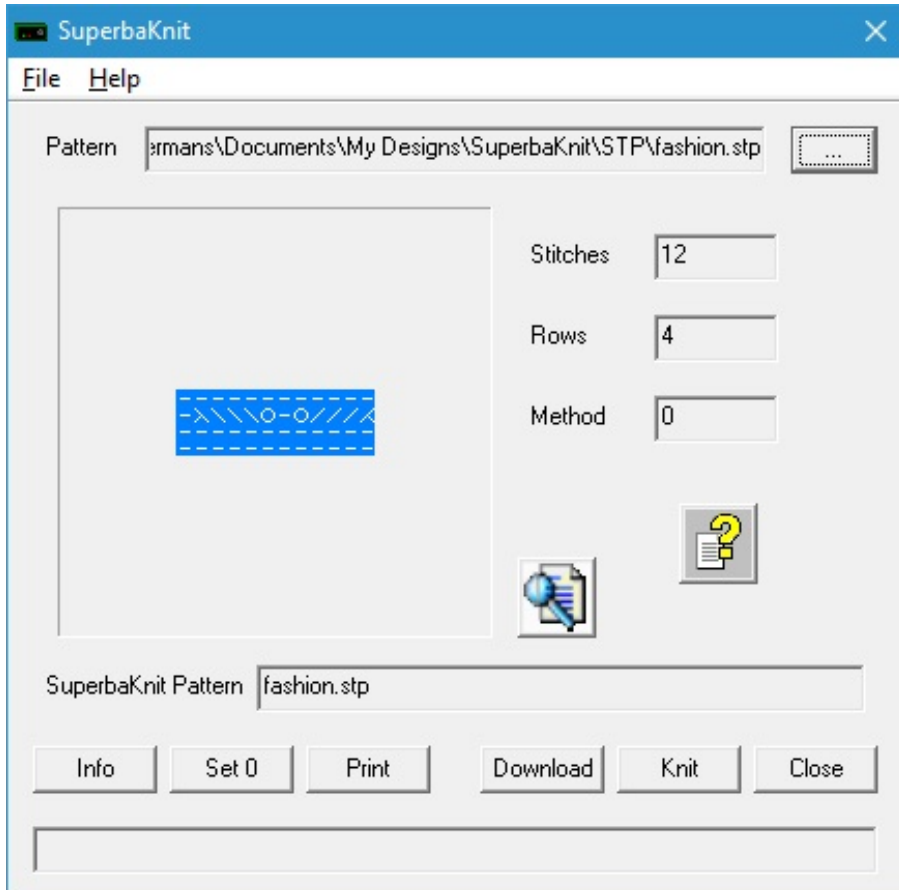 SuperbaKnit
File Help
Pattern ermans\Documents\My Designs\SuperbaKnit\STP\fashion.stp ...
Stitches 12
Rows 4
Method 0
SuperbaKnit Pattern fashion.stp
Info Set 0 Print Download Knit Close